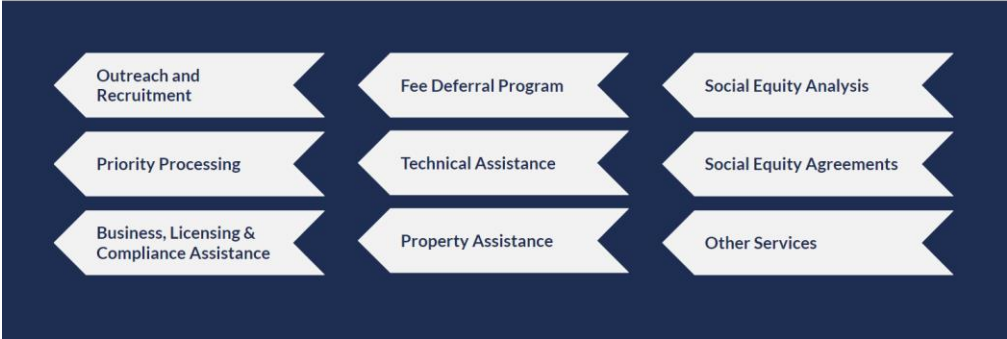 Outreach and
Recruitment
Fee Deferral Program
Social Equity Analysis
Priority Processing
Technical Assistance
Social Equity Agreements
Business, Licensing &
Compliance Assistance
Property Assistance
Other Services